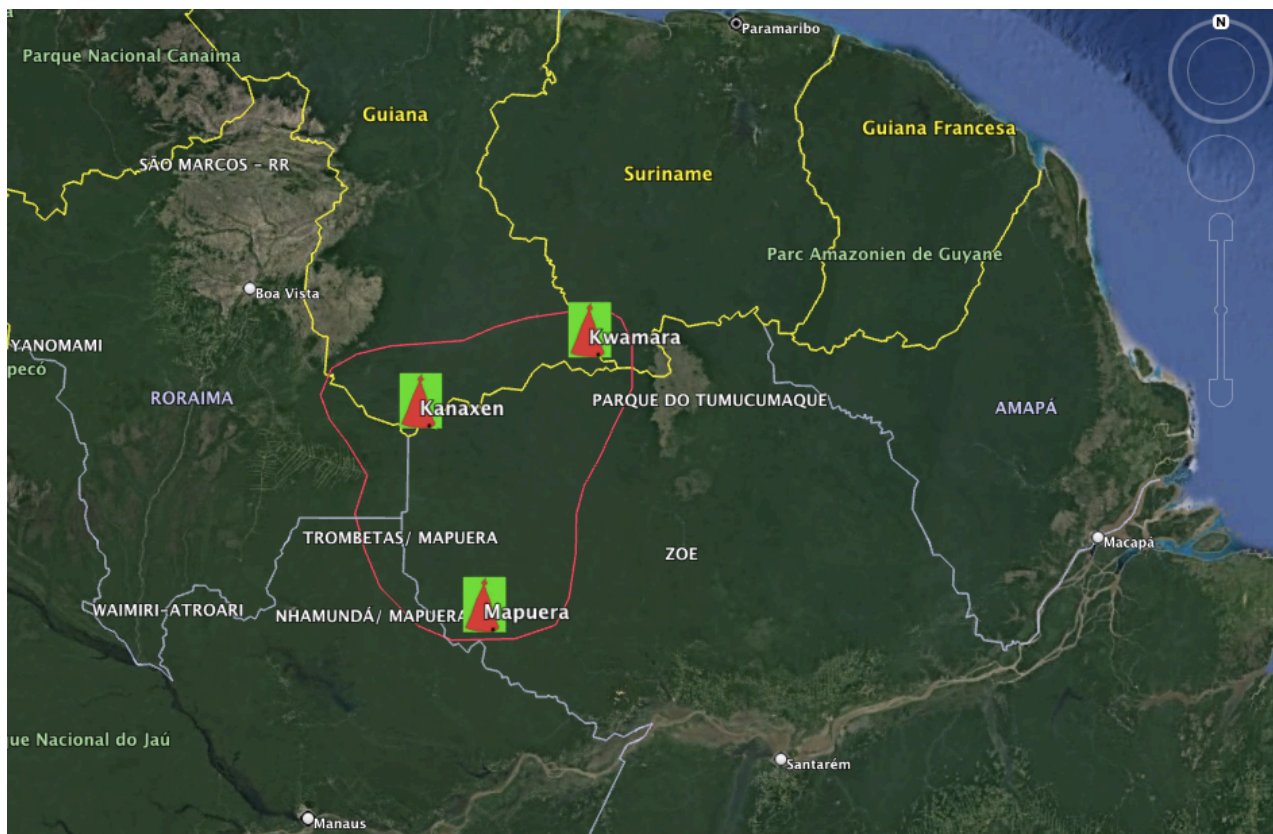 N
Paramaribo
Parque Nacional Canaima
Guiana
Guiana Francesa
SÃO MARCOS - RR
Suriname
Parc Amazonien de Guyane
Boa Vista
Kwamara
YANOMAMI
pecó
RORAIMA
PARQUE DO TUMUCUMAQUE
AMAPÁ
Kanaxen
TROMBETAS/ MAPUERA
ZOE
Macapá
WAIMIRI-ATROARI
NHAMUNDÁ/ MAPUERA
Mapuera
ue Nacional do Jaú
Santarém
Manaus